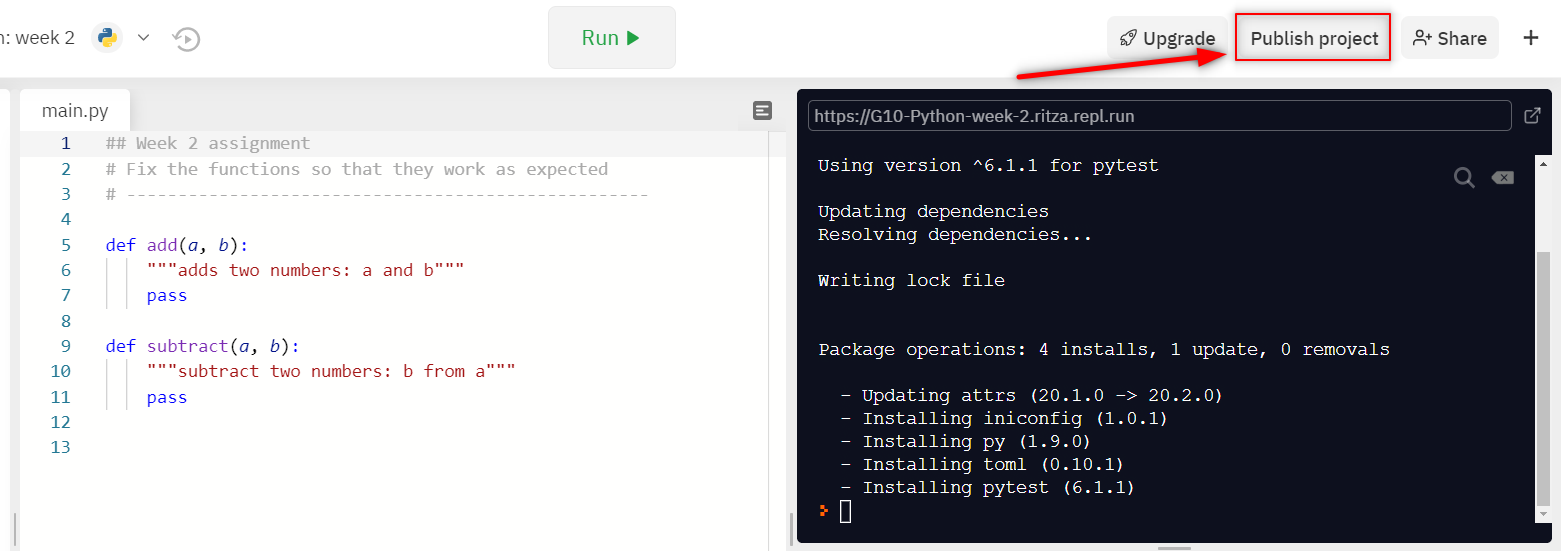 n: week 2
Run
Upgrade
Publish project
Share
main.py
1 ## Week 2 assignment
2 # Fix the functions so that they work as expected
3 # --------------------------------------------------
4
5 def add(a, b):
6 """adds two numbers: a and b"""
7 pass
8
9 def subtract(a, b):
10 """subtract two numbers: b from a"""
11 pass
12
13
https://G10-Python-week-2.ritza.repl.run
Using version ^6.1.1 for pytest
Updating dependencies
Resolving dependencies...
Writing lock file
Package operations: 4 installs, 1 update, 0 removals
- Updating attrs (20.1.0 -> 20.2.0)
- Installing iniconfig (1.0.1)
- Installing py (1.9.0)
- Installing toml (0.10.1)
- Installing pytest (6.1.1)